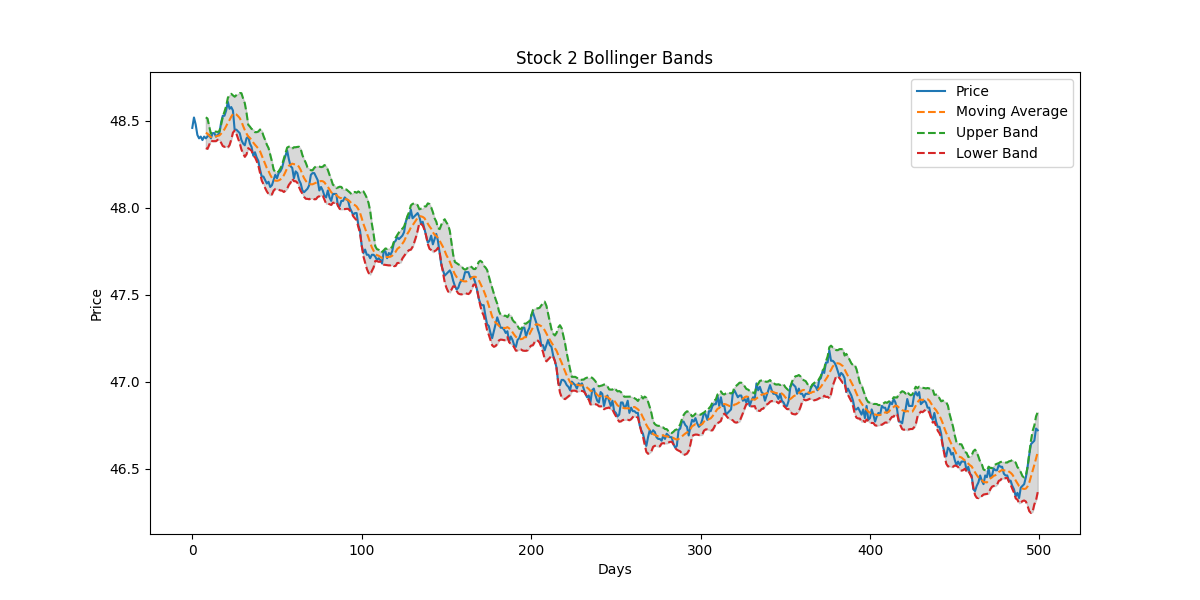 Stock 2 Bollinger Bands
Price
Moving Average
Upper Band
Lower Band
48.5
48.0
47.5
47.0
46.5
Price
0 100 200 300 400 500
Days